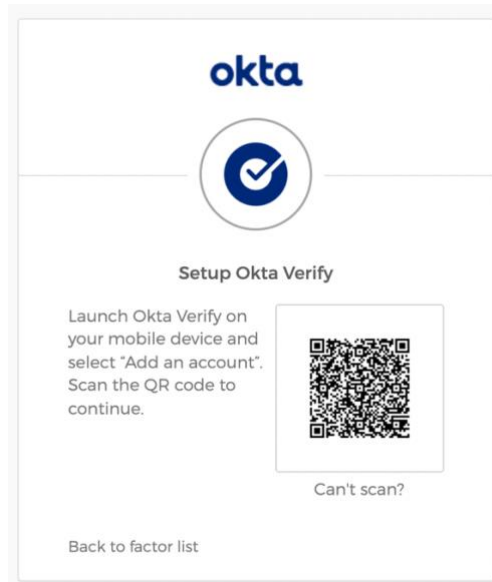 okta
Setup Okta Verify
Launch Okta Verify on
your mobile device and
select “Add an account”.
Scan the QR code to
continue.
Can't scan?
Back to factor list